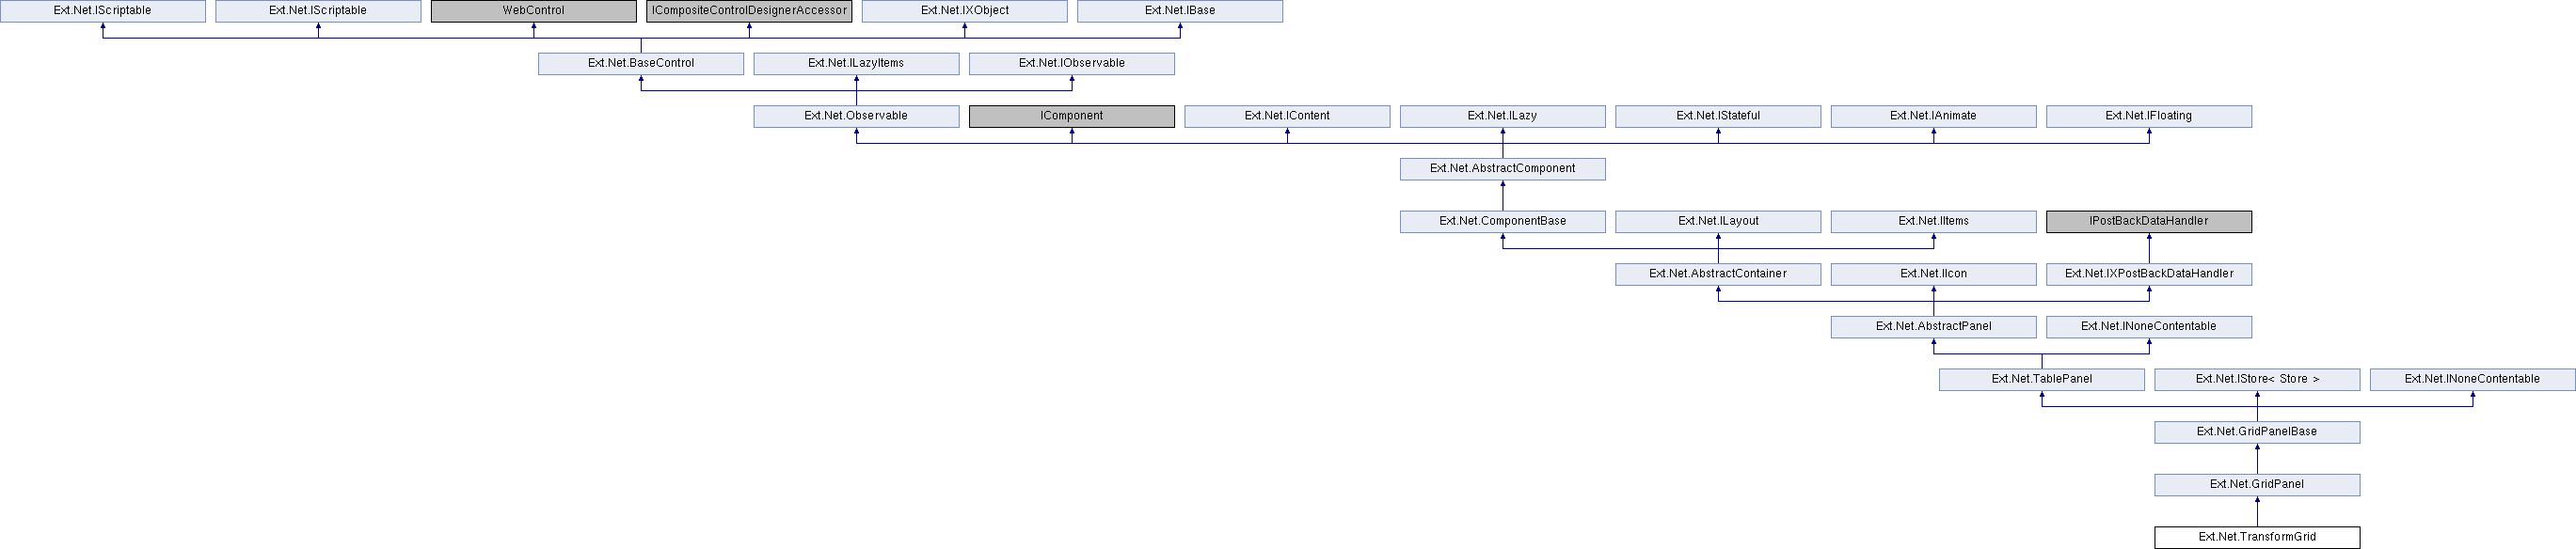 Ext.Net.IScriptable
Ext.Net.IScriptable
WebControl
ICompositeControlDesignerAccessor
Ext.Net.IXObject
Ext.Net.IBase
Ext.Net.BaseControl
Ext.Net.ILazyItems
Ext.Net.IObservable
Ext.Net.Observable
IComponent
Ext.Net.IContent
Ext.Net.ILazy
Ext.Net.IStateful
Ext.Net.IAnimate
Ext.Net.IFloating
Ext.Net.AbstractComponent
Ext.Net.ComponentBase
Ext.Net.ILayout
Ext.Net.IItems
IPostBackDataHandler
Ext.Net.AbstractContainer
Ext.Net.IIcon
Ext.Net.IXPostBackDataHandler
Ext.Net.AbstractPanel
Ext.Net.INoneContentable
Ext.Net.TablePanel
Ext.Net.IStore< Store >
Ext.Net.INoneContentable
Ext.Net.GridPanelBase
Ext.Net.GridPanel
Ext.Net.TransformGrid